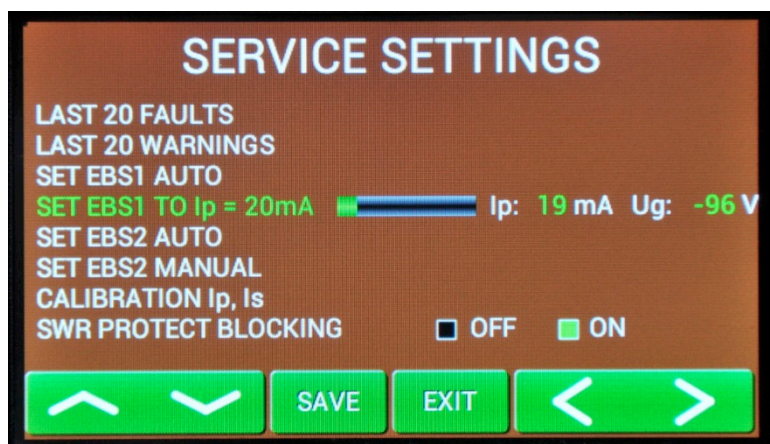 SERVICE SETTINGS
LAST 20 FAULTS
LAST 20 WARNINGS
SET EBS1 AUTO
SET EBS1 TO Ip = 20mA Ip: 19 mA Ug: -96 V
SET EBS2 AUTO
SET EBS2 MANUAL
CALIBRATION Ip, Is
SWR PROTECT BLOCKING OFF ON
SAVE EXIT